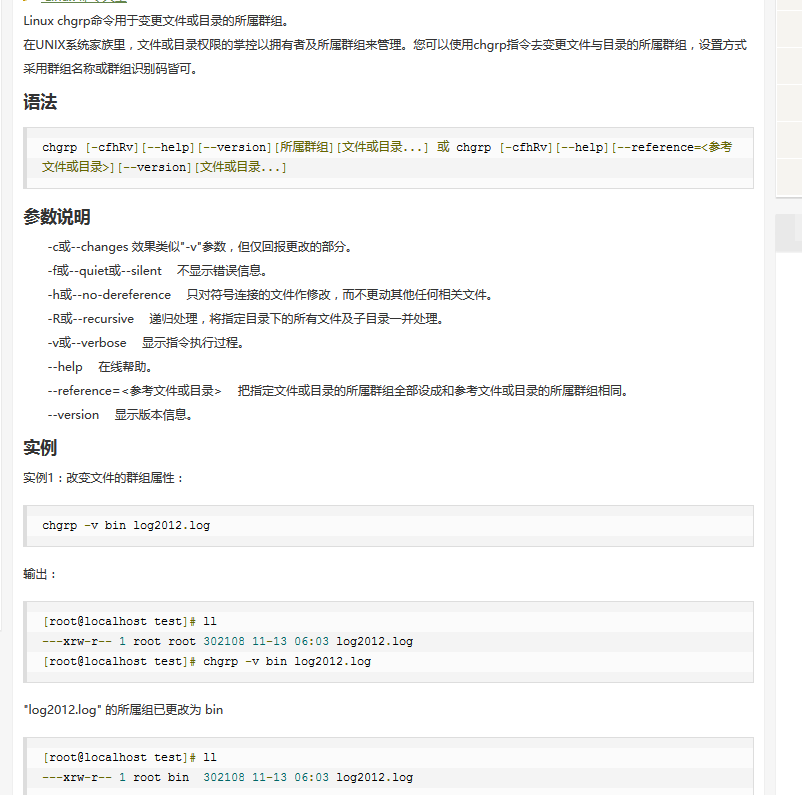 Linux chgrp命令用于变更文件或目录的所属群组。
在UNIX系统家族里，文件或目录权限的掌控以拥有者及所属群组来管理。您可以使用chgrp指令去变更文件与目录的所属群组，设置方式
采用群组名称或群组识别码皆可。
语法
chgrp [-cfhRv][--help][--version][所属群组][文件或目录...] 或 chgrp [-cfhRv][--help][--reference=<参考
文件或目录>][--version][文件或目录...]
参数说明
-c或--changes 效果类似"-v"参数，但仅回报更改的部分。
-f或--quiet或--silent 不显示错误信息。
-h或--no-dereference 只对符号连接的文件作修改，而不更动其他任何相关文件。
-R或--recursive 递归处理，将指定目录下的所有文件及子目录一并处理。
-v或--verbose 显示指令执行过程。
--help 在线帮助。
--reference=<参考文件或目录> 把指定文件或目录的所属群组全部设成和参考文件或目录的所属群组相同。
--version 显示版本信息。
实例
实例1：改变文件的群组属性：
chgrp -v bin log2012.log
输出：
[root@localhost test]# ll
---xrw-r-- 1 root root 302108 11-13 06:03 log2012.log
[root@localhost test]# chgrp -v bin log2012.log
"log2012.log" 的所属组已更改为 bin
[root@localhost test]# ll
---xrw-r-- 1 root bin  302108 11-13 06:03 log2012.log